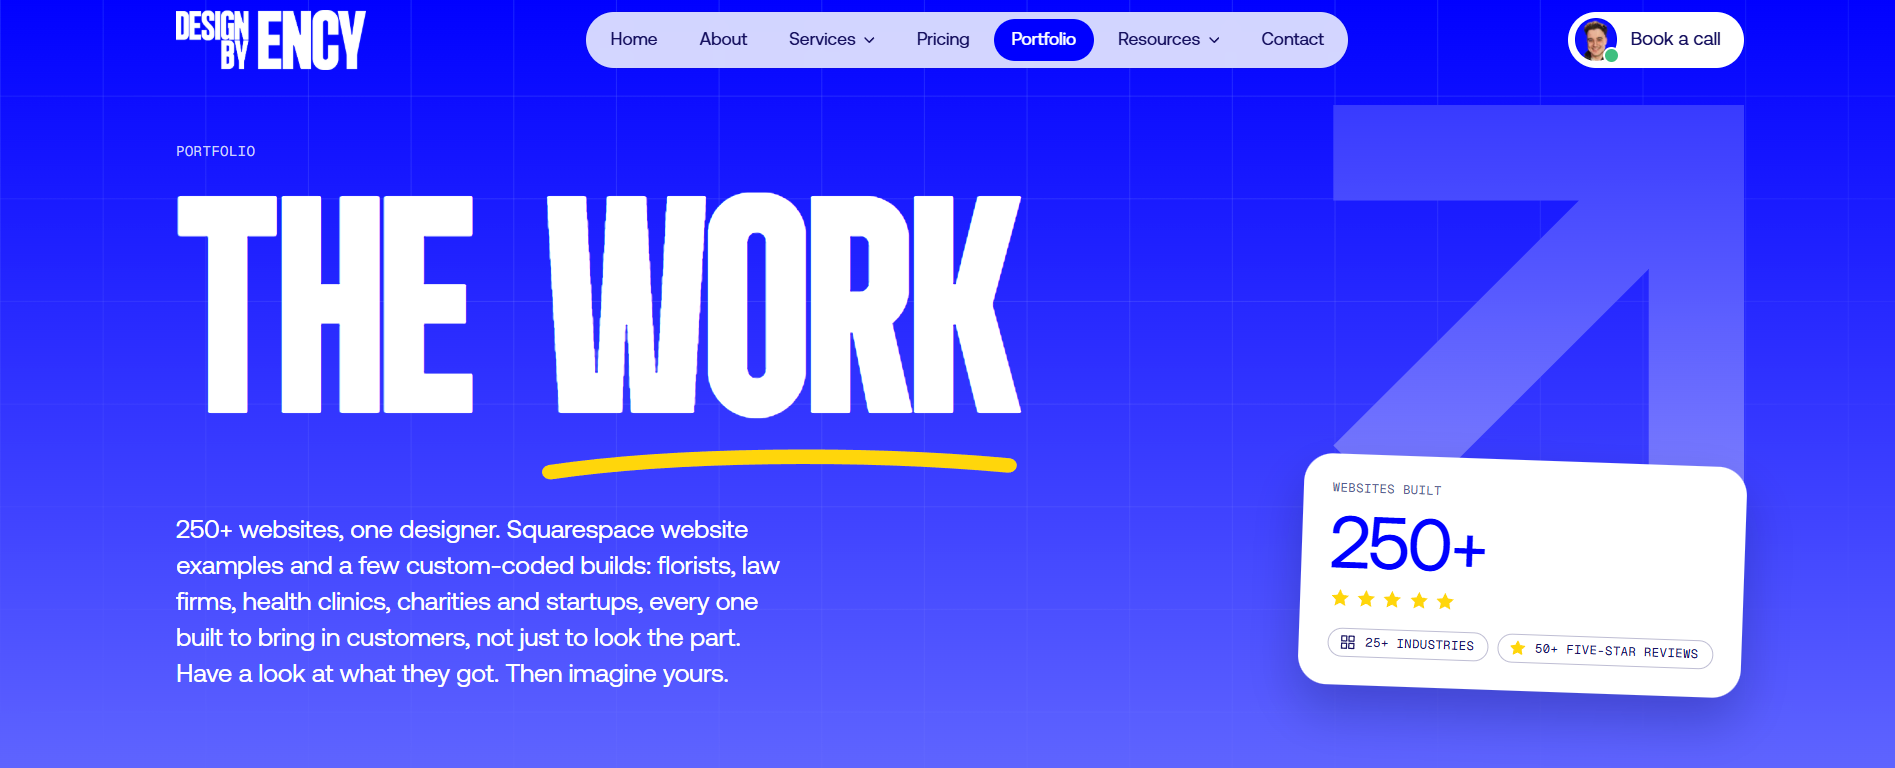 DESIGN BY ENCY
Home About Services Pricing Portfolio Resources Contact
Book a call
PORTFOLIO
THE WORK
250+ websites, one designer. Squarespace website
examples and a few custom-coded builds: florists, law
firms, health clinics, charities and startups, every one
built to bring in customers, not just to look the part.
Have a look at what they got. Then imagine yours.
WEBSITES BUILT
250+
25+ INDUSTRIES
50+ FIVE-STAR REVIEWS